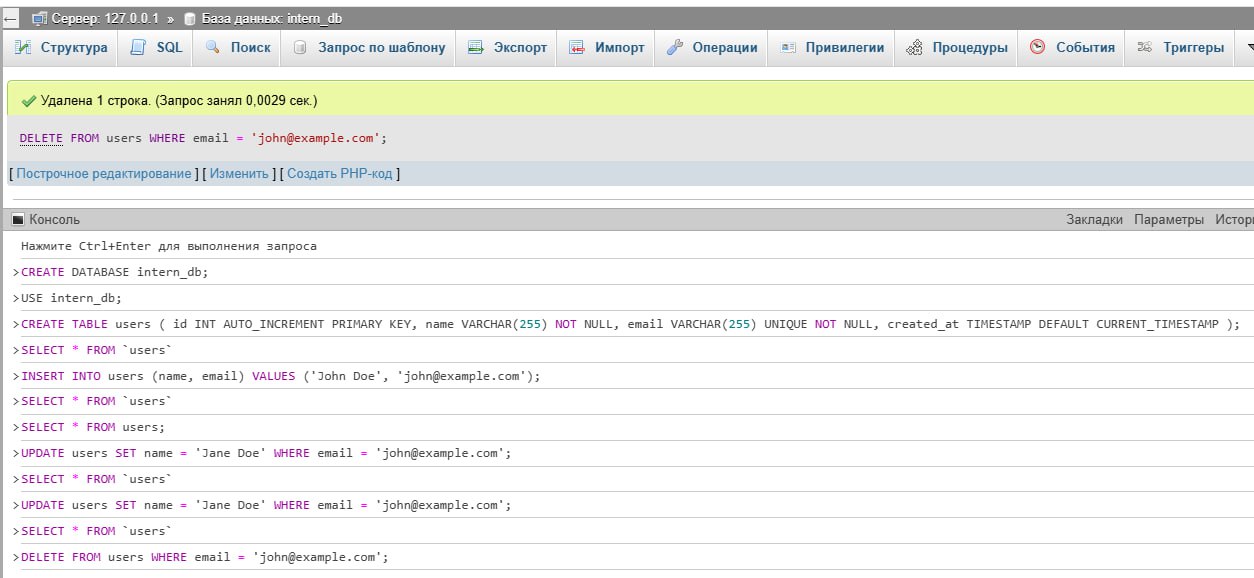 Сервер: 127.0.0.1 » База данных: intern_db
Структура SQL Поиск Запрос по шаблону Экспорт Импорт Операции Привилегии Процедуры События Триггеры
Удалена 1 строка. (Запрос занял 0,0029 сек.)
DELETE FROM users WHERE email = 'john@example.com';
[ Построчное редактирование ] [ Изменить ] [ Создать PHP-код ]
Консоль Закладки Параметры
Нажмите Ctrl+Enter для выполнения запроса
>CREATE DATABASE intern_db;
>USE intern_db;
>CREATE TABLE users ( id INT AUTO_INCREMENT PRIMARY KEY, name VARCHAR(255) NOT NULL, email VARCHAR(255) UNIQUE NOT NULL, created_at TIMESTAMP DEFAULT CURRENT_TIMESTAMP );
>SELECT * FROM `users`
>INSERT INTO users (name, email) VALUES ('John Doe', 'john@example.com');
>SELECT * FROM `users`
>SELECT * FROM users;
>UPDATE users SET name = 'Jane Doe' WHERE email = 'john@example.com';
>SELECT * FROM `users`
>UPDATE users SET name = 'Jane Doe' WHERE email = 'john@example.com';
>SELECT * FROM `users`
>DELETE FROM users WHERE email = 'john@example.com';